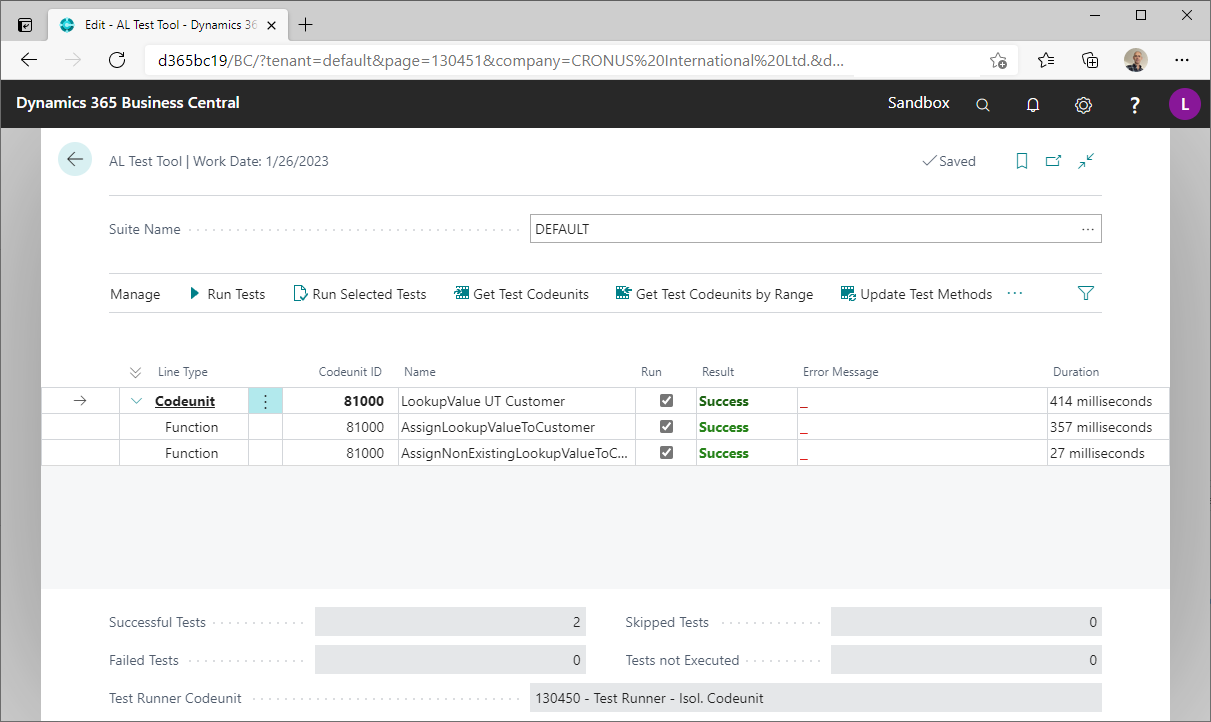 Edit - AL Test Tool - Dynamics 36
d365bc19/BC/?tenant=default&page=130451&company=CRONUS%20International%20Ltd.&d...
Dynamics 365 Business Central
Sandbox
?
L
AL Test Tool | Work Date: 1/26/2023
Saved
Suite Name
DEFAULT
...
Manage
Run Tests
Run Selected Tests
Get Test Codeunits
Get Test Codeunits by Range
Update Test Methods
...
Line Type Codeunit ID Name Run Result Error Message Duration
Codeunit 81000 LookupValue UT Customer Success _ 414 milliseconds
Function 81000 AssignLookupValueToCustomer Success _ 357 milliseconds
Function 81000 AssignNonExistingLookupValueToC... Success _ 27 milliseconds
Successful Tests 2 Skipped Tests 0
Failed Tests 0 Tests not Executed 0
Test Runner Codeunit 130450 - Test Runner - Isol. Codeunit